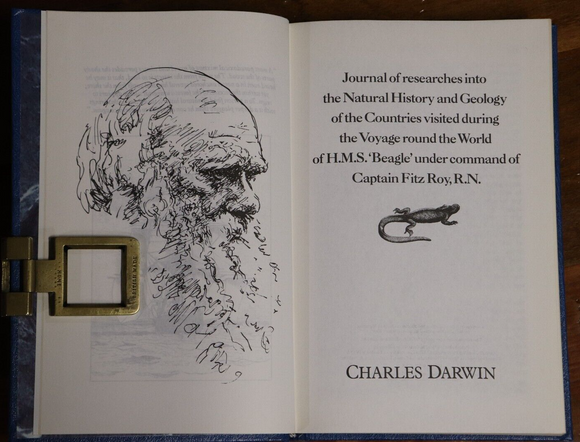 Journal of researches into
the Natural History and Geology
of the Countries visited during
the Voyage round the World
of H.M.S. ‘Beagle’ under command of
Captain Fitz Roy, R.N.
CHARLES DARWIN